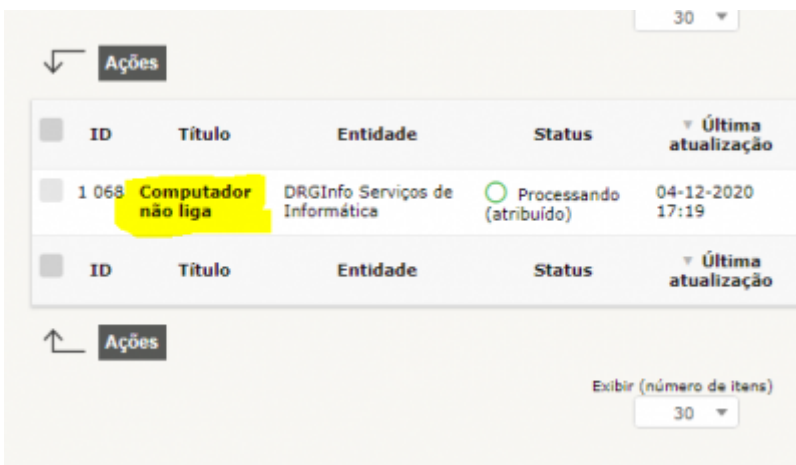 30
Ações
ID Título Entidade Status Última atualização
1 068 Computador não liga DRGInfo Serviços de Informática Processando (atribuído) 04-12-2020 17:19
ID Título Entidade Status Última atualização
Ações
Exibir (número de itens)
30